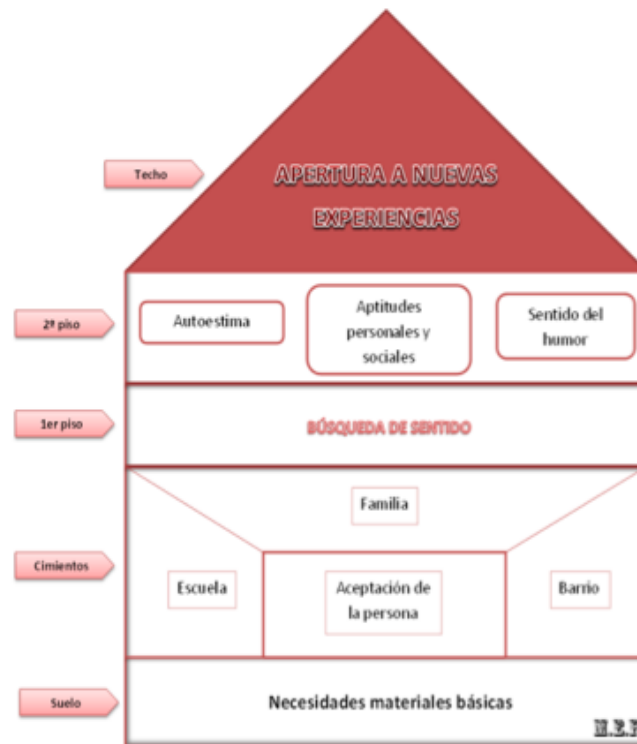 Techo
APERTURA A NUEVAS
EXPERIENCIAS
2º piso
Autoestima
Aptitudes
personales y
sociales
Sentido del
humor
1er piso
BÚSQUEDA DE SENTIDO
Cimientos
Familia
Escuela
Aceptación de
la persona
Barrio
Suelo
Necesidades materiales básicas